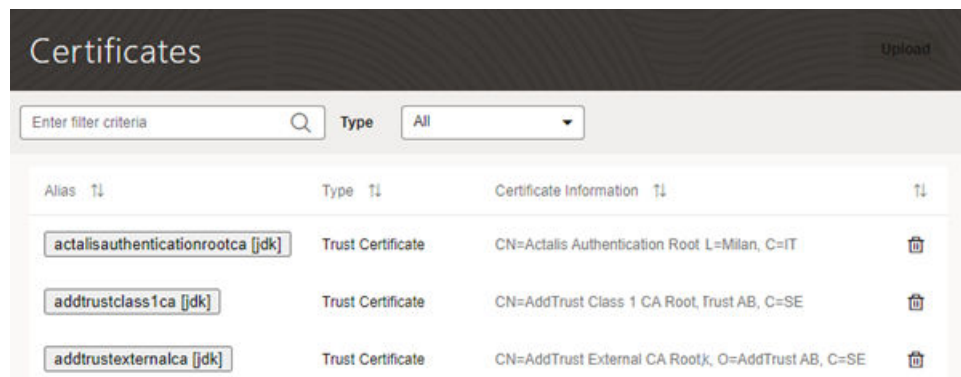 Certificates
Upload
Enter filter criteria
Type
All
Alias Type Certificate Information
actalisauthenticationrootca [jdk] Trust Certificate CN=Actalis Authentication Root L=Milan, C=IT
addtrustclass1ca [jdk] Trust Certificate CN=AddTrust Class 1 CA Root, Trust AB, C=SE
addtrustexternalca [jdk] Trust Certificate CN=AddTrust External CA Root, O=AddTrust AB, C=SE